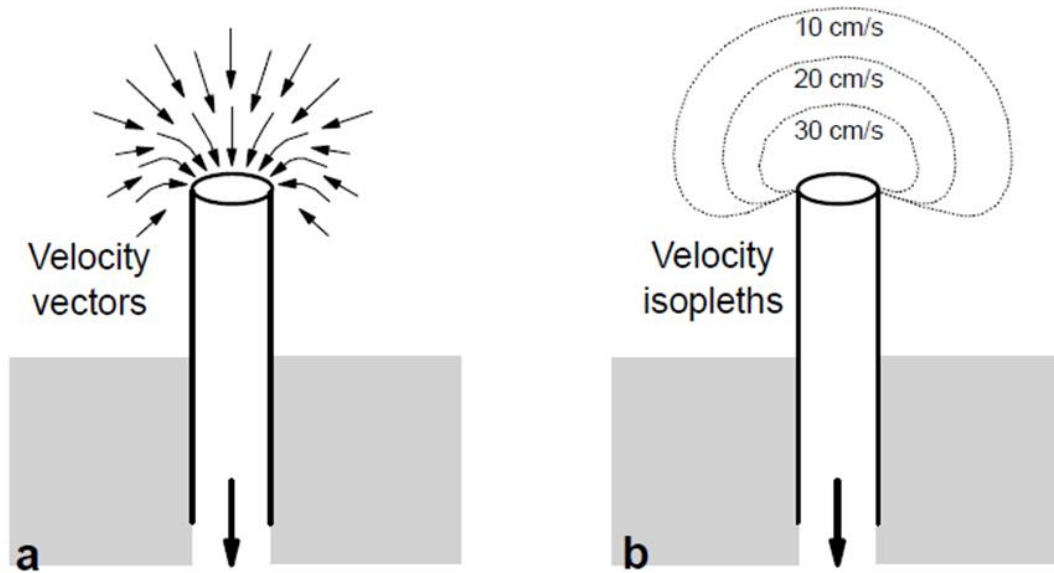 Velocity
vectors
a
10 cm/s
20 cm/s
30 cm/s
Velocity
isopleths
b